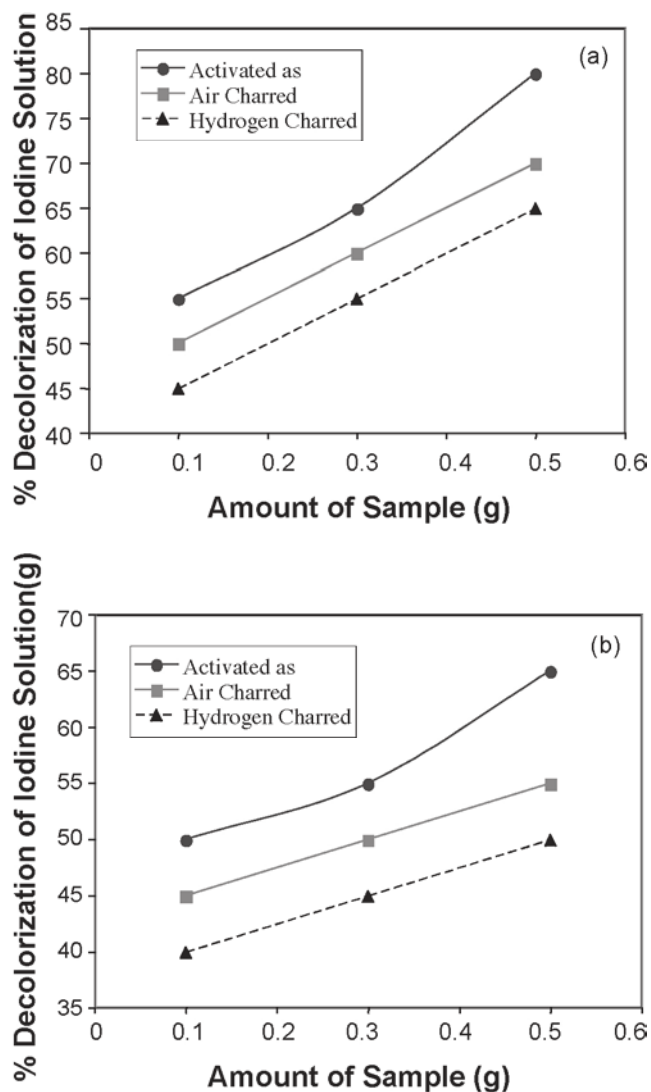 85
80
75
70
65
60
55
50
45
40
(a)
Activated as
Air Charred
Hydrogen Charred
0 0.1 0.2 0.3 0.4 0.5 0.6
% Decolorization of Iodine Solution
Amount of Sample (g)
70
65
60
55
50
45
40
35
(b)
Activated as
Air Charred
Hydrogen Charred
0 0.1 0.2 0.3 0.4 0.5 0.6
% Decolorization of Iodine Solution(g)
Amount of Sample (g)